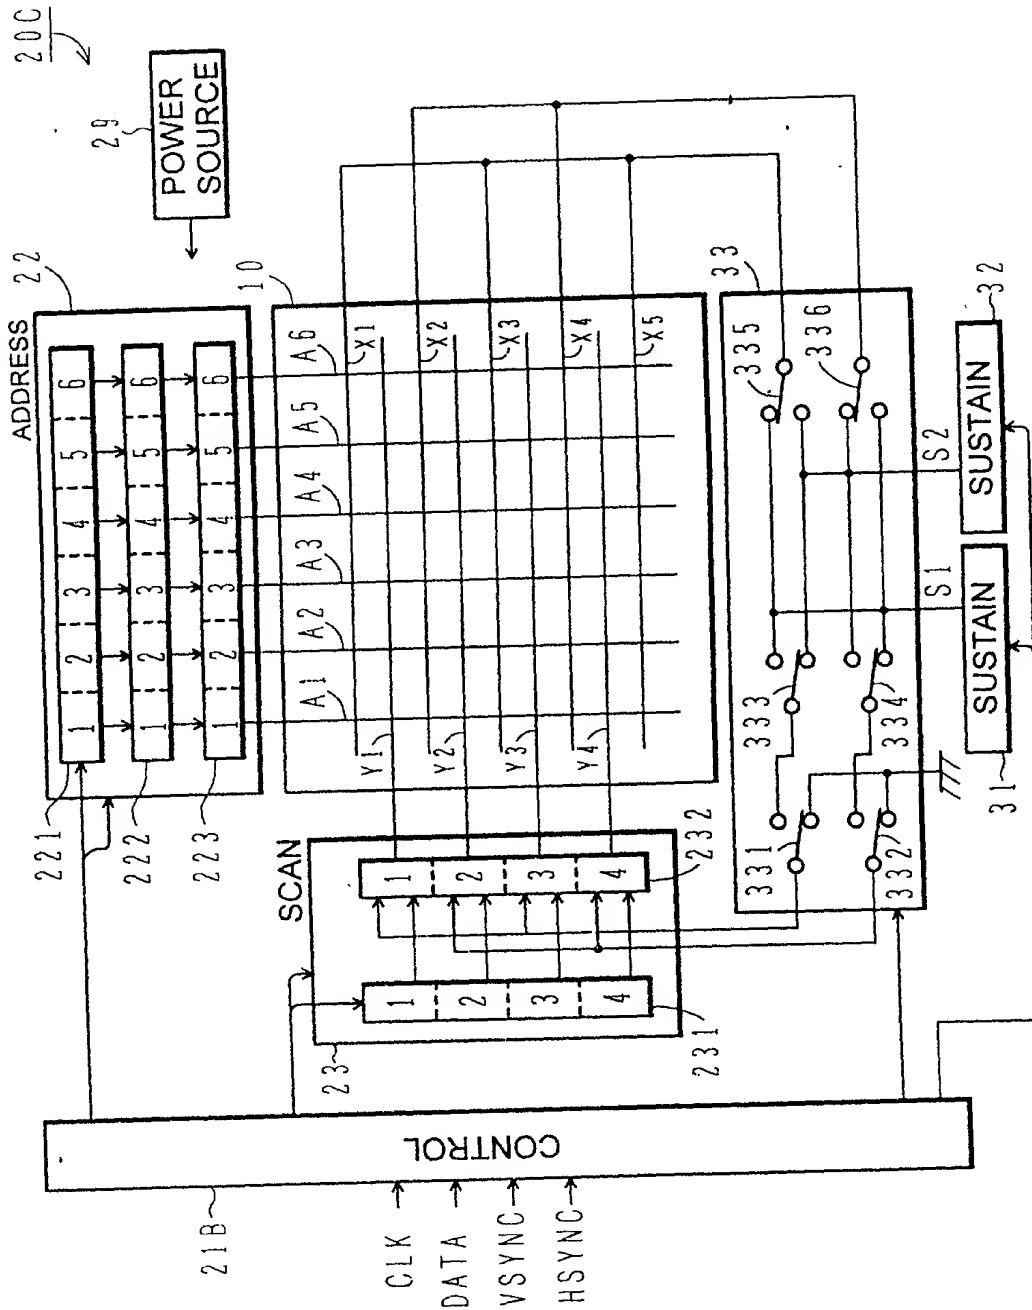 20C
29
POWER
SOURCE
ADDRESS
22
221
1 2 3 4 5 6
222
1 2 3 4 5 6
223
1 2 3 4 5 6
10
A1
A2
A3
A4
A5
A6
X1
X2
X3
X4
X5
Y1
Y2
Y3
Y4
SCAN
23
231
1
2
3
4
232
1
2
3
4
33
331
332
333
334
335
336
S1
S2
31
SUSTAIN
32
SUSTAIN
21B
CONTROL
CLK
DATA
VSYNC
HSYNC